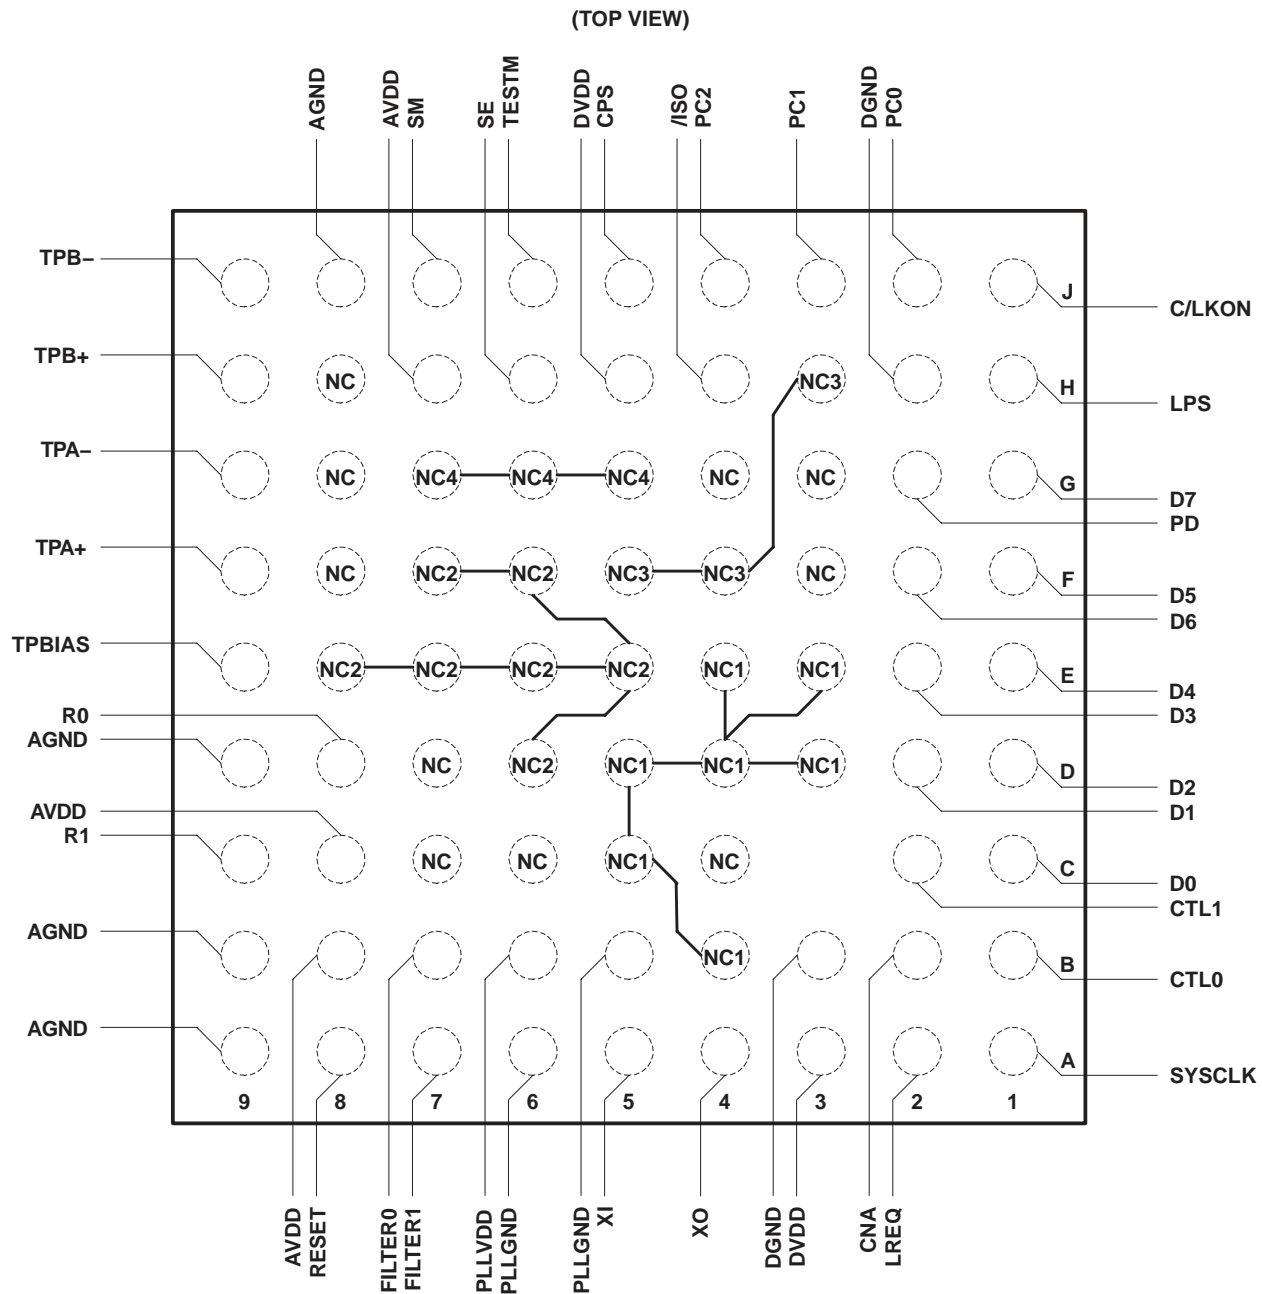 (TOP VIEW)
AGND
AVDD
SM
SE
TESTM
DVDD
CPS
/ISO
PC2
PC1
DGND
PC0
TPB–
J
C/LKON
TPB+
NC
NC3
H
LPS
TPA–
NC
NC4
NC4
NC4
NC
NC
G
D7
PD
TPA+
NC
NC2
NC2
NC3
NC3
NC
F
D5
D6
TPBIAS
NC2
NC2
NC2
NC2
NC1
NC1
E
D4
D3
R0
AGND
NC
NC2
NC1
NC1
NC1
D
D2
D1
AVDD
R1
NC
NC
NC1
NC
C
D0
CTL1
AGND
NC1
B
CTL0
AGND
A
SYSCLK
9
8
7
6
5
4
3
2
1
AVDD
RESET
FILTER0
FILTER1
PLLVDD
PLLGND
PLLGND
XI
XO
DGND
DVDD
CNA
LREQ